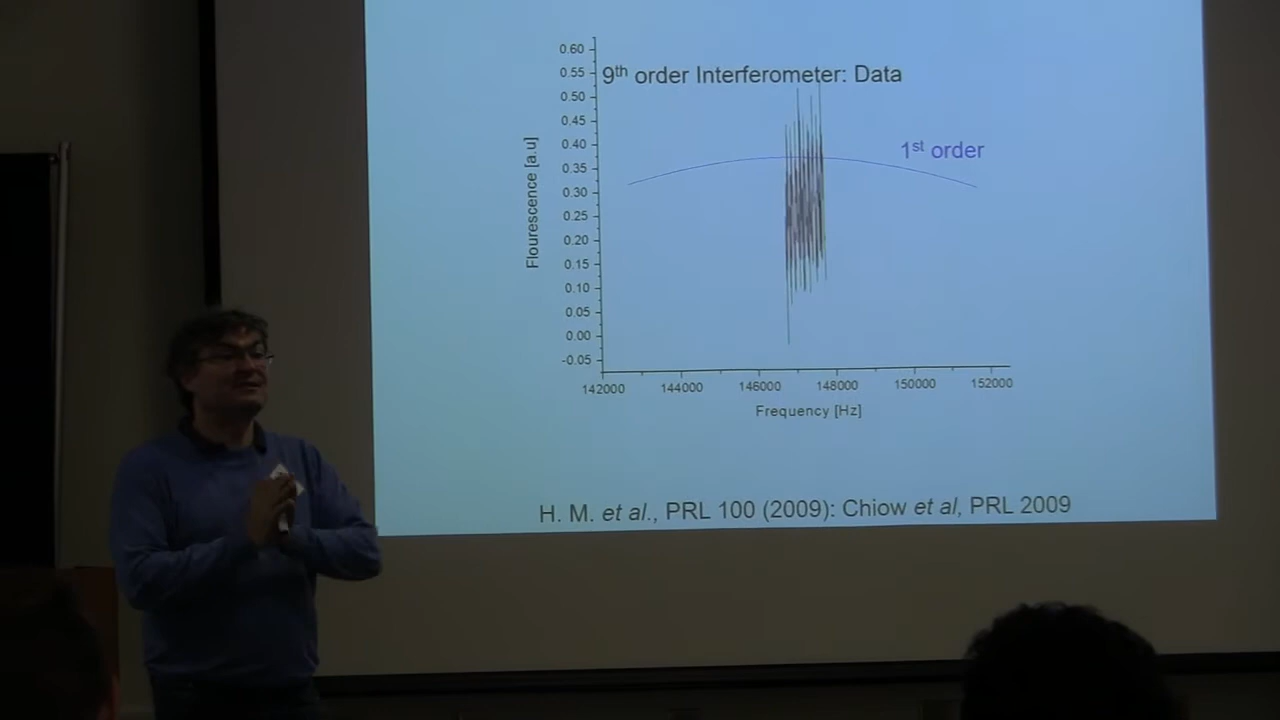 0.60
0.55
9th order Interferometer: Data
0.50
0.45
0.40
1st order
0.35
0.30
0.25
0.20
0.15
0.10
0.05
0.00
-0.05
Flourescence [a.u]
142000 144000 146000 148000 150000 152000
Frequency [Hz]
H. M. et al., PRL 100 (2009): Chiow et al, PRL 2009